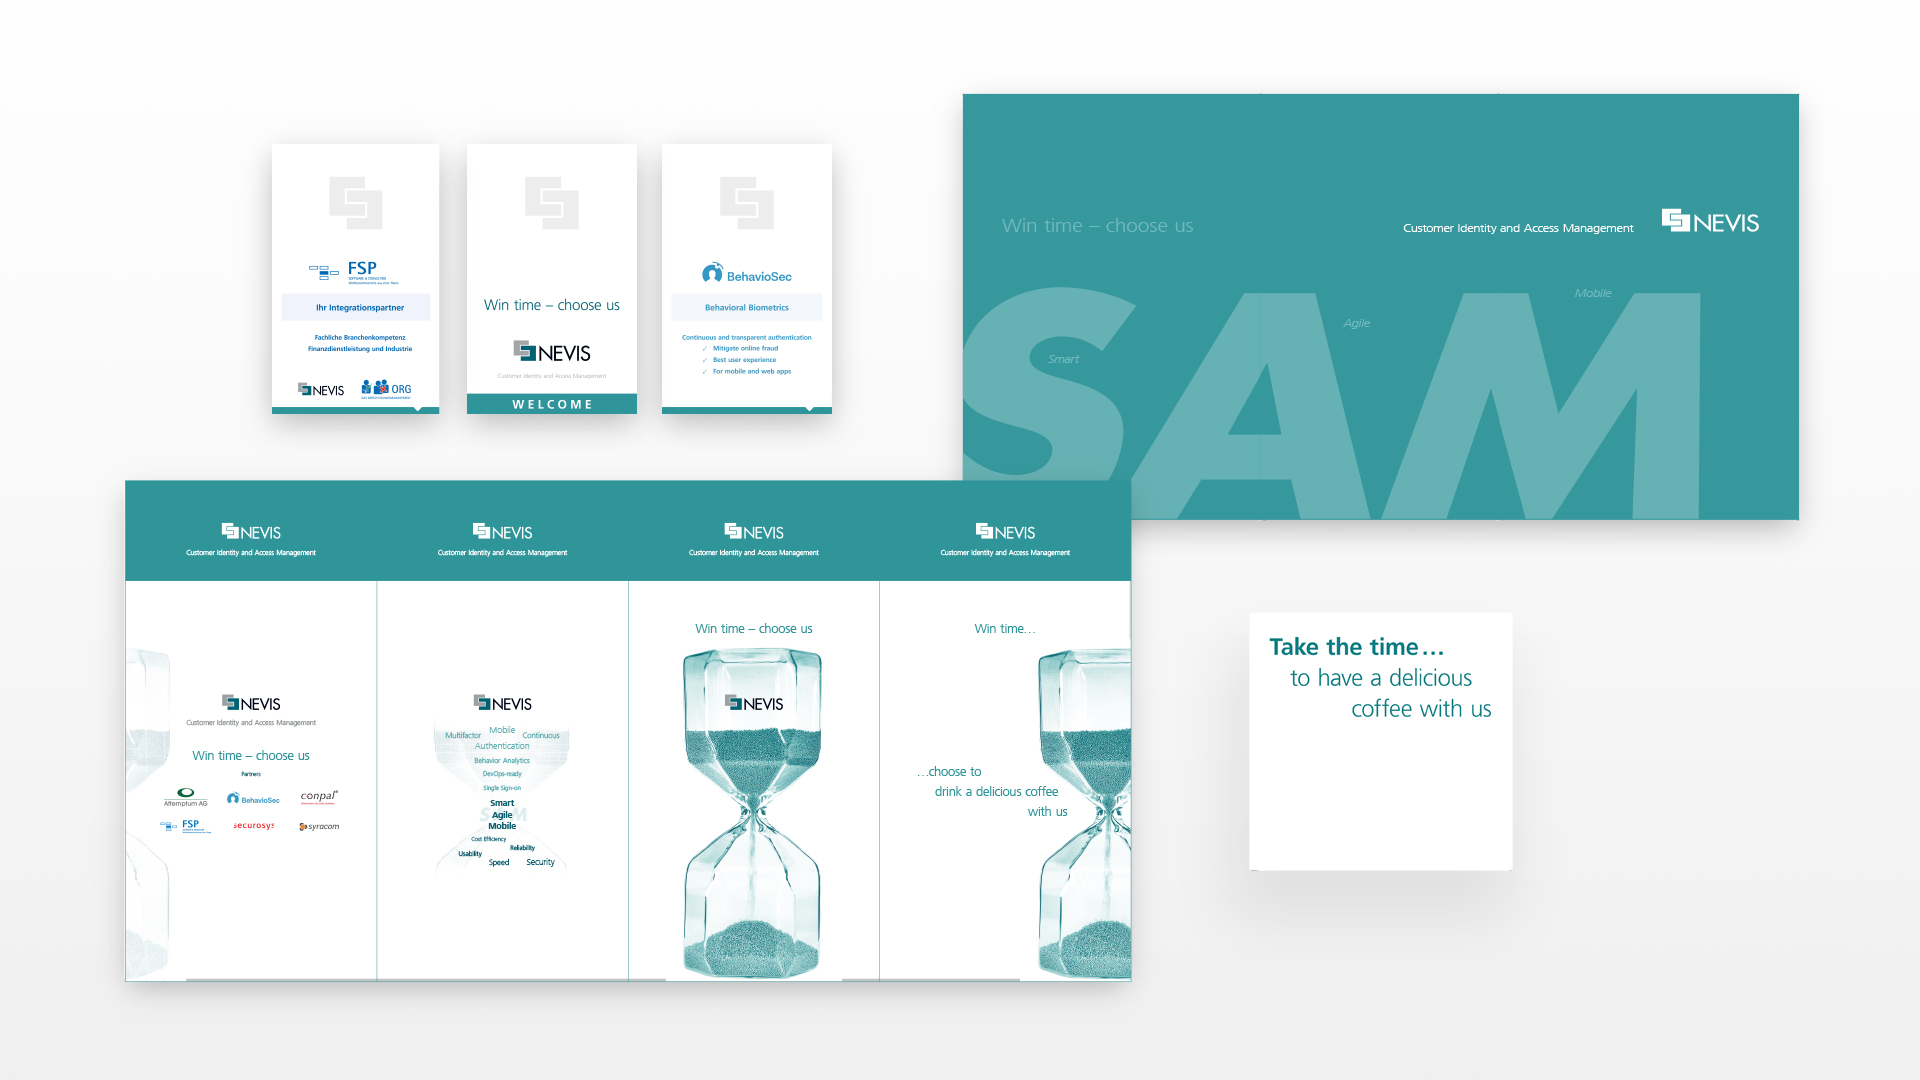 FSP
SOFTWARE & CONSULTING
Ihr Integrationspartner
Fachliche Branchenkompetenz
Finanzdienstleistung und Industrie
NEVIS
ORG
Win time – choose us
NEVIS
Customer Identity and Access Management
WELCOME
BehavioSec
Behavioral Biometrics
Continuous and transparent authentication
✓ Mitigate online fraud
✓ Best user experience
✓ For mobile and web apps
Win time – choose us
Customer Identity and Access Management
NEVIS
SAM
Smart
Agile
Mobile
NEVIS
Customer Identity and Access Management
NEVIS
Customer Identity and Access Management
Win time – choose us
Partners
Attemptum AG
BehavioSec
conpal
FSP
securosys
syracom
NEVIS
Customer Identity and Access Management
NEVIS
Mobile
Multifactor
Continuous
Authentication
Behavior Analytics
DevOps-ready
Single Sign-on
SAM
Smart
Agile
Mobile
Cost Efficiency
Reliability
Usability
Speed
Security
NEVIS
Customer Identity and Access Management
Win time – choose us
NEVIS
NEVIS
Customer Identity and Access Management
Win time…
…choose to
drink a delicious coffee
with us
Take the time…
to have a delicious
coffee with us